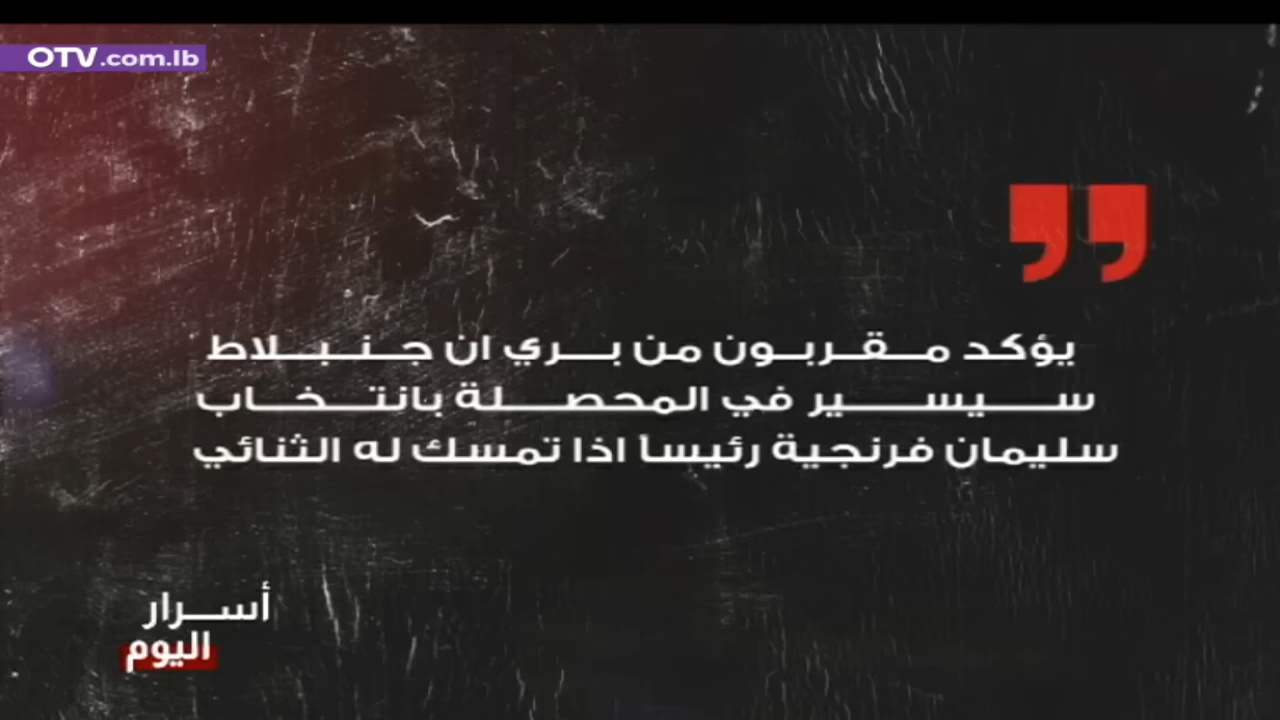 OTV.com.lb
يؤكد مقربون من بري ان جنبلاط
سيسير في المحصلة بانتخاب
سليمان فرنجية رئيساً اذا تمسك له الثنائي
أسرار
اليوم